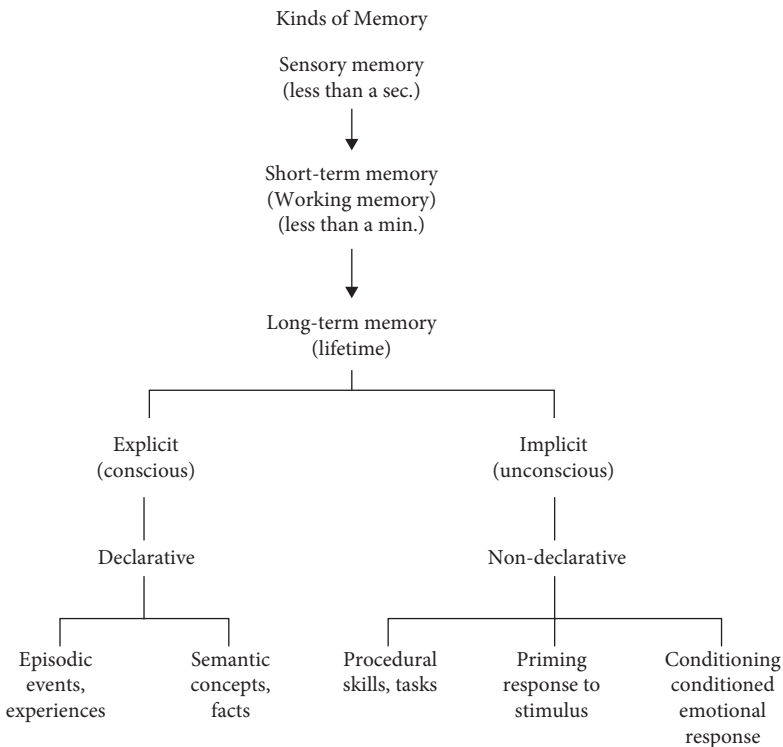 Kinds of Memory
Sensory memory
(less than a sec.)
Short-term memory
(Working memory)
(less than a min.)
Long-term memory
(lifetime)
Explicit
(conscious)
Implicit
(unconscious)
Declarative
Non-declarative
Episodic
events,
experiences
Semantic
concepts,
facts
Procedural
skills, tasks
Priming
response to
stimulus
Conditioning
conditioned
emotional
response